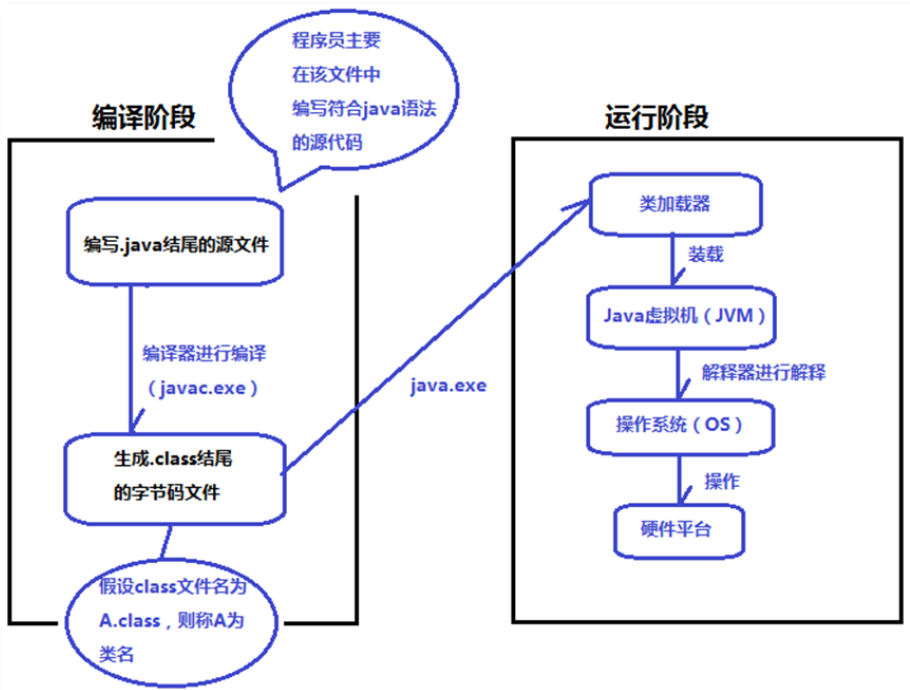 程序员主要
在该文件中
编写符合java语法
的源代码
编译阶段
编写.java结尾的源文件
编译器进行编译
（javac.exe）
生成.class结尾
的字节码文件
假设class文件名为
A.class，则称A为
类名
java.exe
运行阶段
类加载器
装载
Java虚拟机（JVM）
解释器进行解释
操作系统（OS）
操作
硬件平台